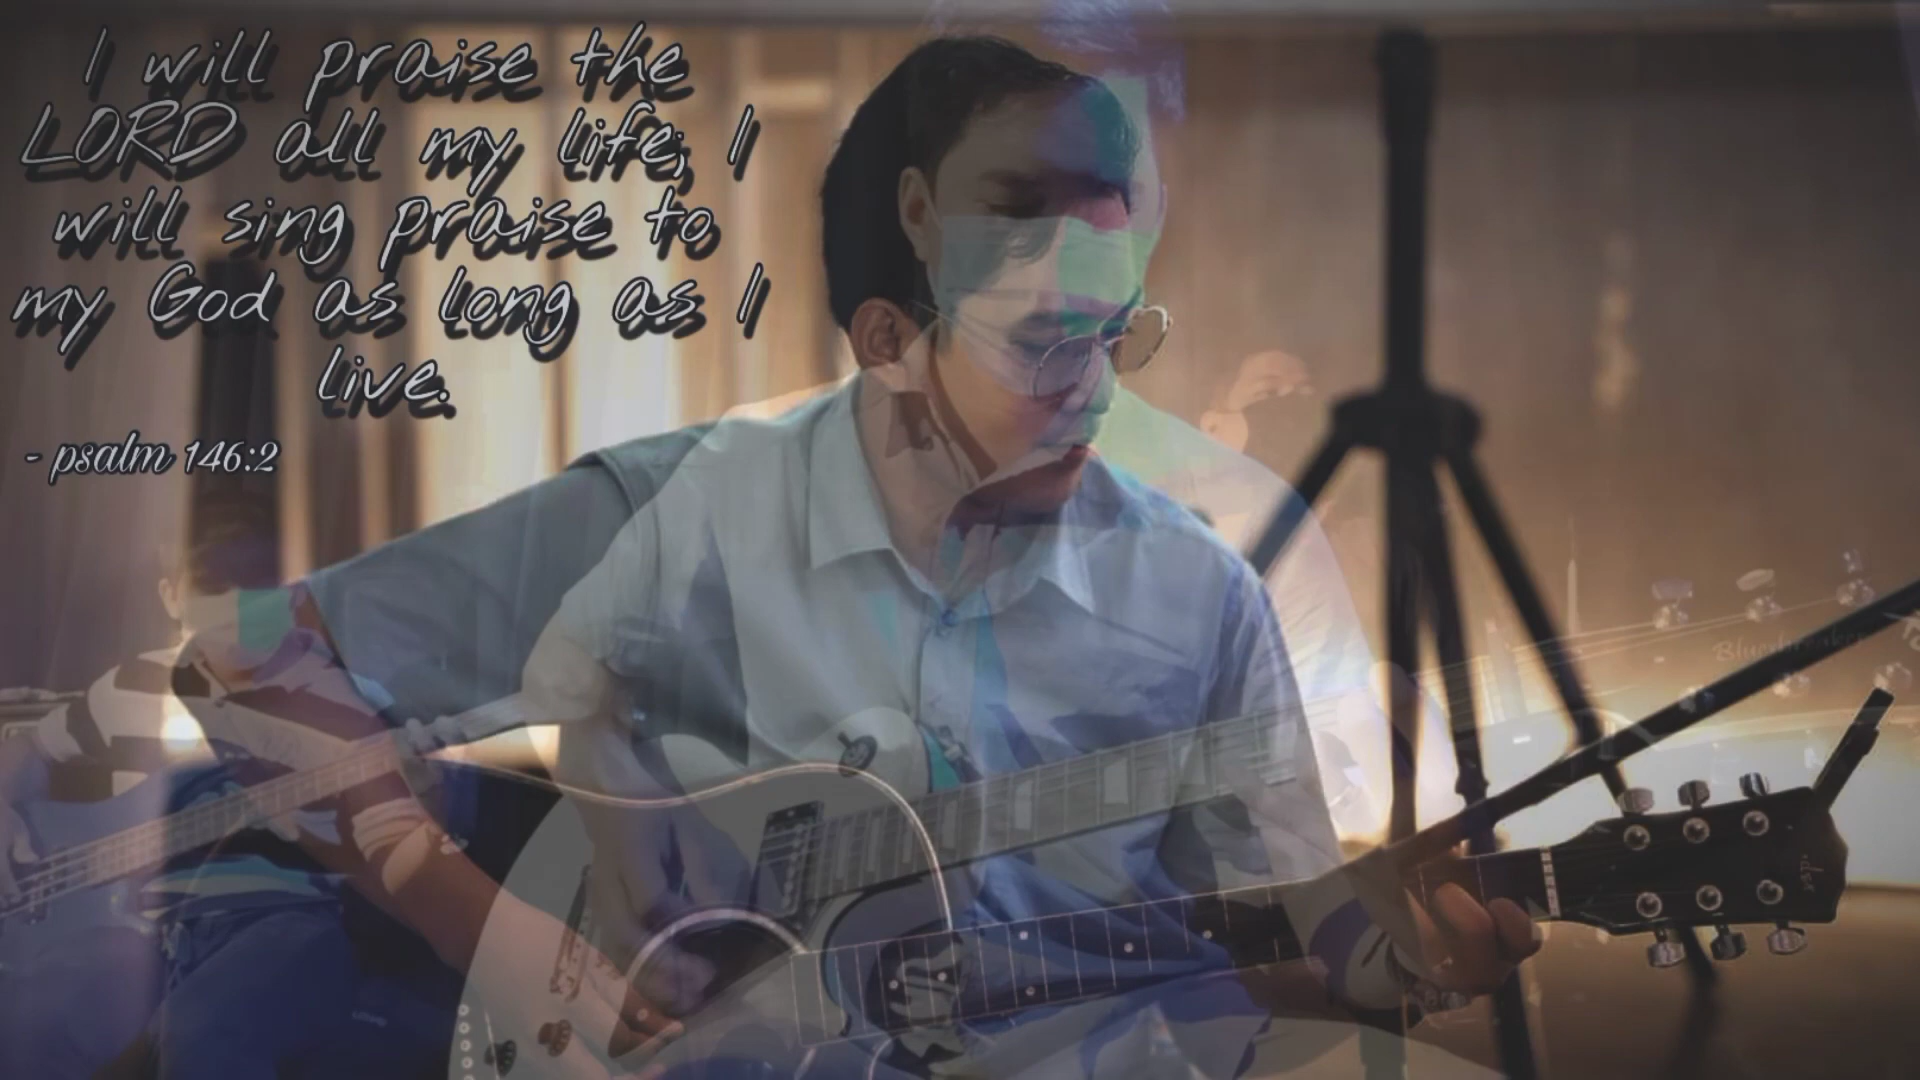 I will praise the
LORD all my life; I
will sing praise to
my God as long as I
live.
- psalm 146:2
Bluesbreaker